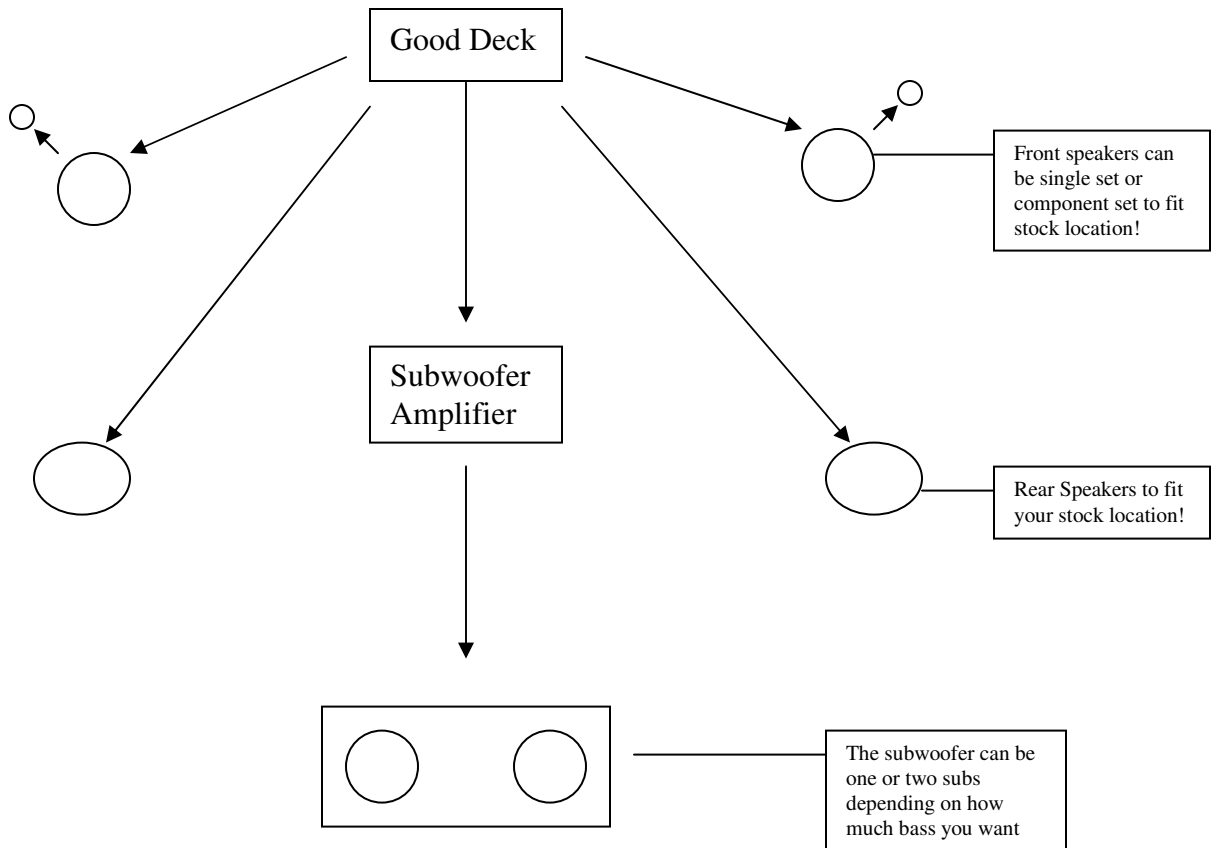 Good Deck
Front speakers can
be single set or
component set to fit
stock location!
Subwoofer
Amplifier
Rear Speakers to fit
your stock location!
The subwoofer can be
one or two subs
depending on how
much bass you want